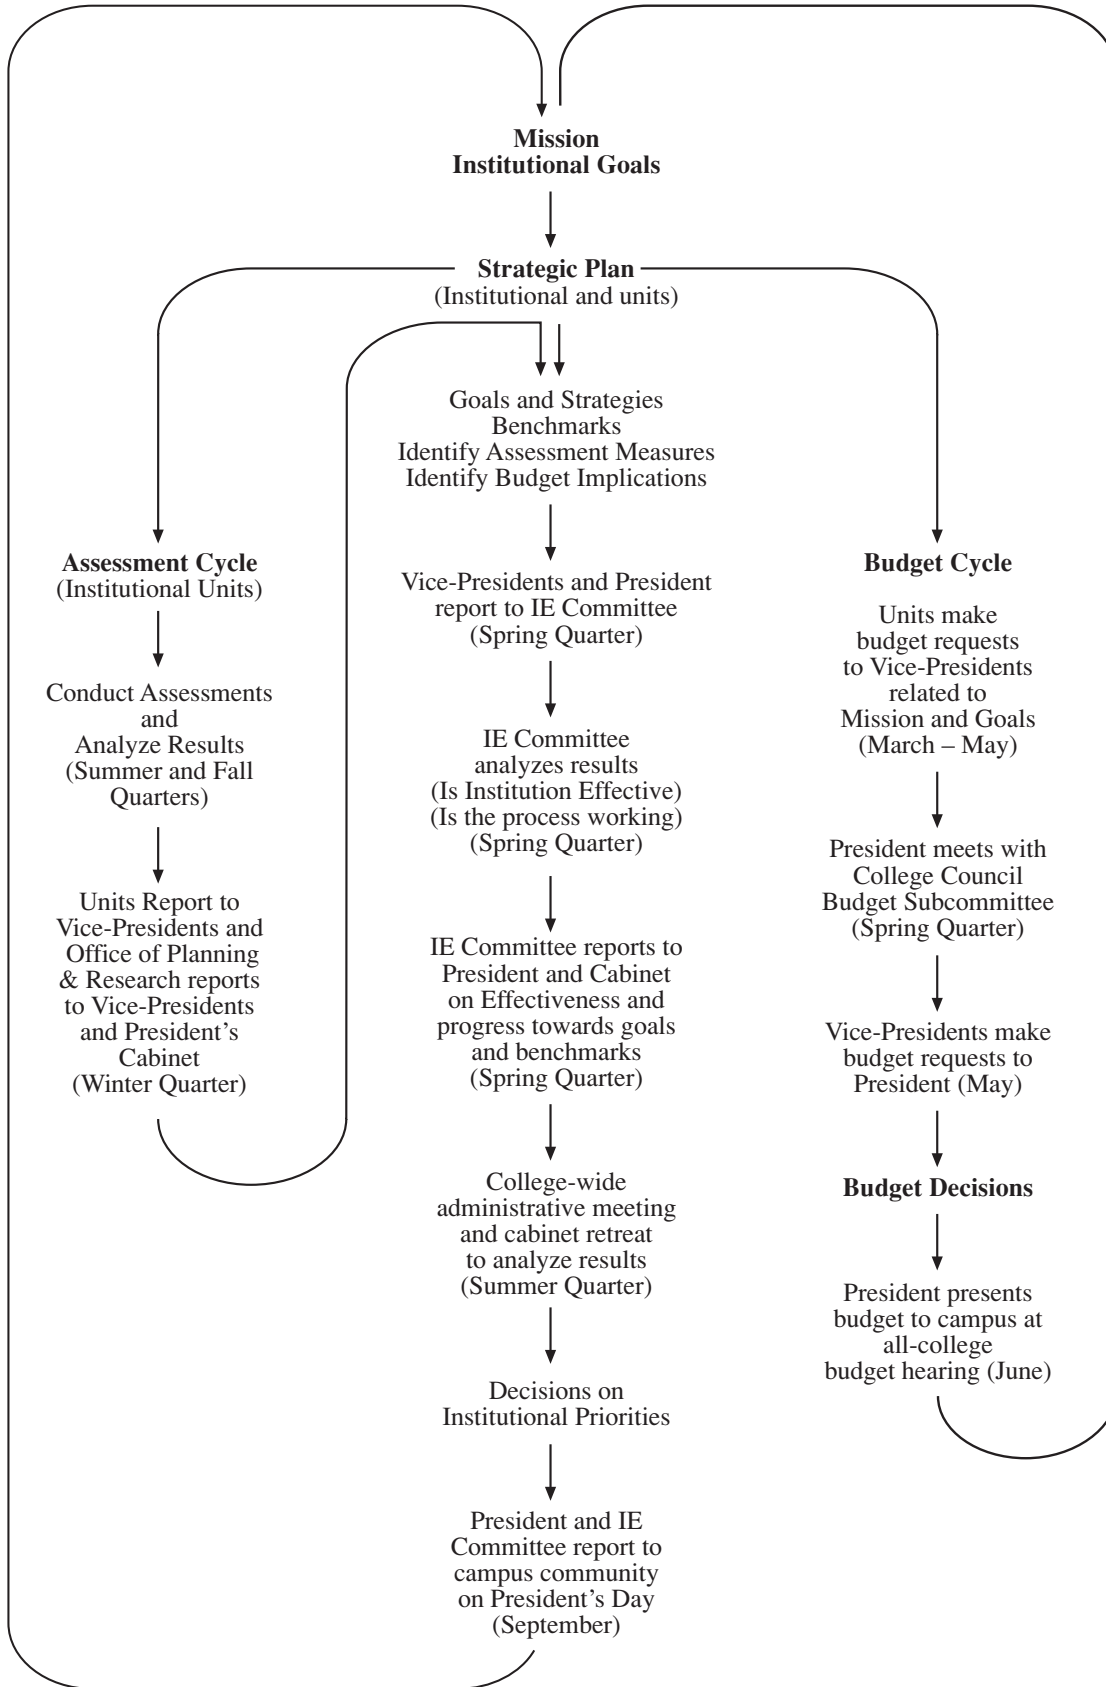 Mission
Institutional Goals
Strategic Plan
(Institutional and units)
Goals and Strategies
Benchmarks
Identify Assessment Measures
Identify Budget Implications
Assessment Cycle
(Institutional Units)
Conduct Assessments
and
Analyze Results
(Summer and Fall
Quarters)
Units Report to
Vice-Presidents and
Office of Planning
& Research reports
to Vice-Presidents
and President’s
Cabinet
(Winter Quarter)
Vice-Presidents and President
report to IE Committee
(Spring Quarter)
IE Committee
analyzes results
(Is Institution Effective)
(Is the process working)
(Spring Quarter)
IE Committee reports to
President and Cabinet
on Effectiveness and
progress towards goals
and benchmarks
(Spring Quarter)
College-wide
administrative meeting
and cabinet retreat
to analyze results
(Summer Quarter)
Decisions on
Institutional Priorities
President and IE
Committee report to
campus community
on President’s Day
(September)
Budget Cycle
Units make
budget requests
to Vice-Presidents
related to
Mission and Goals
(March – May)
President meets with
College Council
Budget Subcommittee
(Spring Quarter)
Vice-Presidents make
budget requests to
President (May)
Budget Decisions
President presents
budget to campus at
all-college
budget hearing (June)